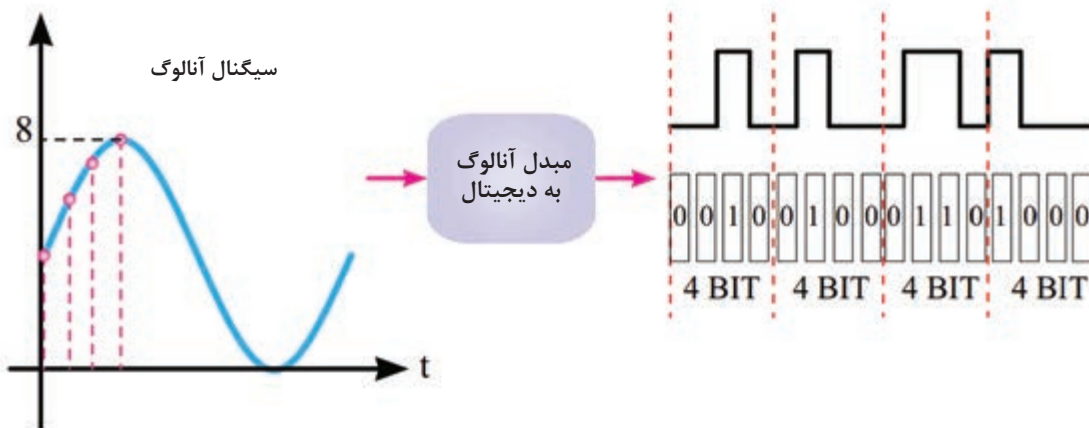 سیگنال آنالوگ
8
t
مبدل آنالوگ
به دیجیتال
0 0 1 0 0 1 0 0 0 1 1 0 1 0 0 0
4 BIT 4 BIT 4 BIT 4 BIT